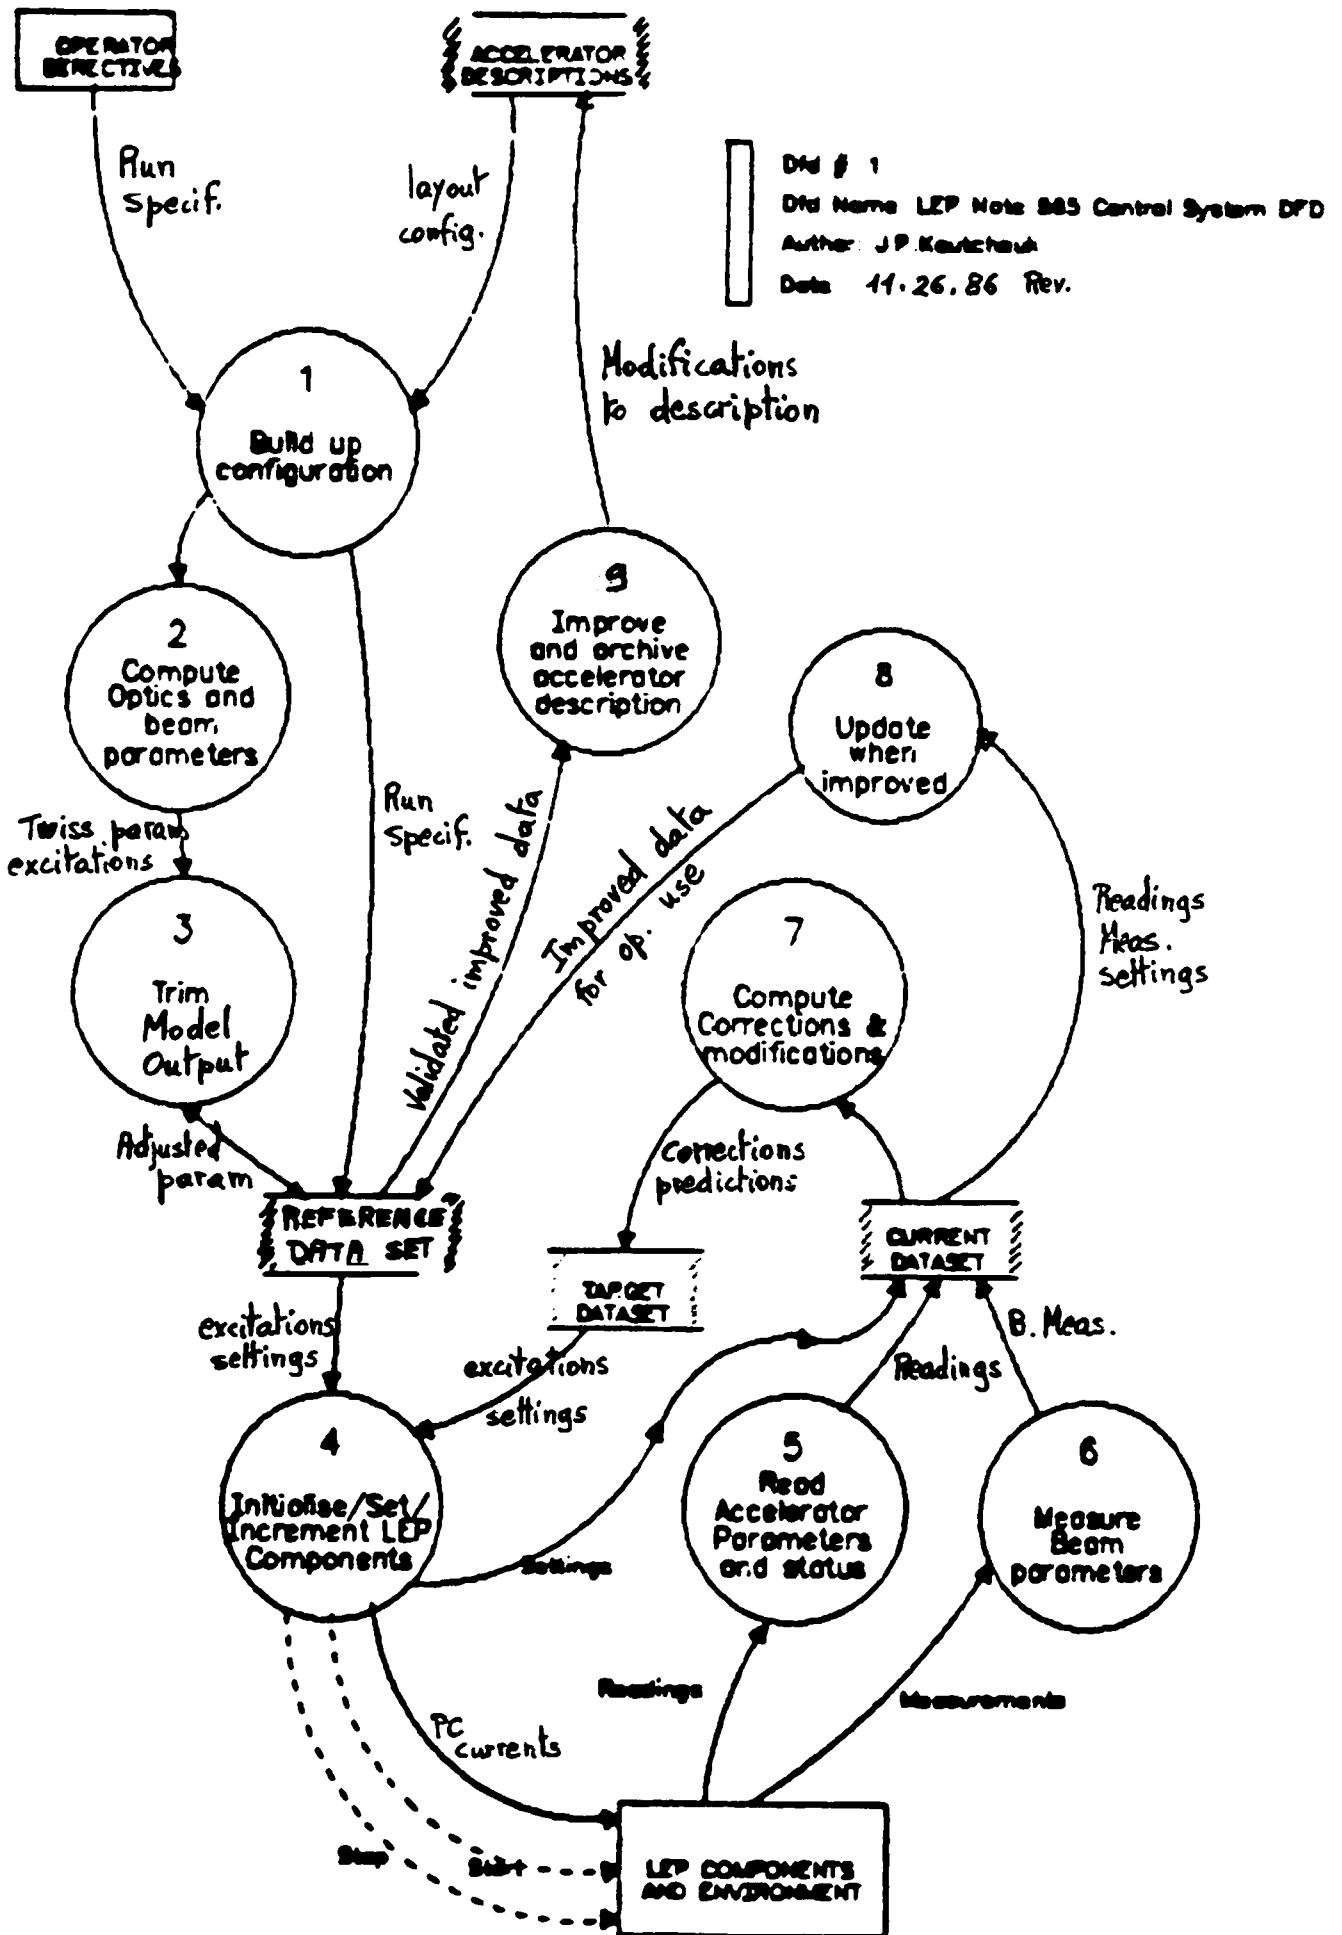 OPERATOR
DIRECTIVES
ACCELERATOR
DESCRIPTIONS
Dfd # 1
Dfd Name LEP Note 565 Control System DFD
Author: J.P. Koutchouk
Date 11.26.86 Rev.
Run
specif.
layout
config.
Modifications
to description
1
Build up
configuration
2
Compute
Optics and
beam
parameters
9
Improve
and archive
accelerator
description
8
Update
when
improved
Twiss param
excitations
Run
specif.
Validated improved data
Improved data
for op. use
Readings
Meas.
settings
3
Trim
Model
Output
7
Compute
Corrections &
modifications
Adjusted
param
Corrections
predictions
REFERENCE
DATA SET
TARGET
DATASET
CURRENT
DATASET
excitations
settings
excitations
settings
Readings
B. Meas.
4
Initialise/Set/
Increment LEP
Components
5
Read
Accelerator
Parameters
and status
6
Measure
Beam
parameters
Settings
Readings
Measurements
PC
currents
Stop
Start
LEP COMPONENTS
AND ENVIRONMENT